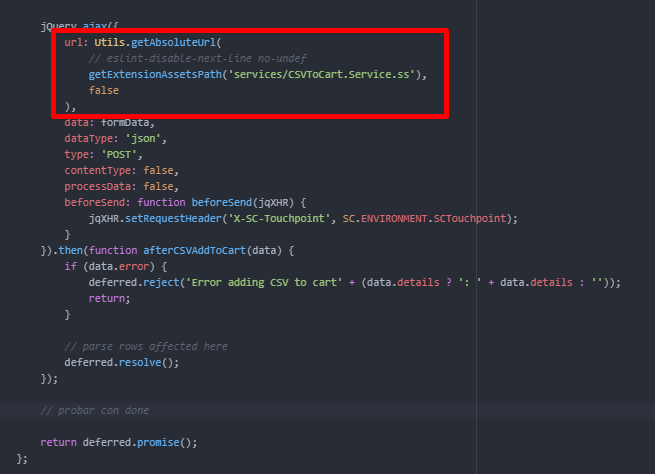 jQuery.ajax({
url: Utils.getAbsoluteUrl(
// eslint-disable-next-line no-undef
getExtensionAssetsPath('services/CSVToCart.Service.ss'),
false
),
data: formData,
dataType: 'json',
type: 'POST',
contentType: false,
processData: false,
beforeSend: function beforeSend(jqXHR) {
jqXHR.setRequestHeader('X-SC-Touchpoint', SC.ENVIRONMENT.SCTouchpoint);
}
}).then(function afterCSVAddToCart(data) {
if (data.error) {
deferred.reject('Error adding CSV to cart' + (data.details ? ': ' + data.details : ''));
return;
}
// parse rows affected here
deferred.resolve();
});
// probar con done
return deferred.promise();
};